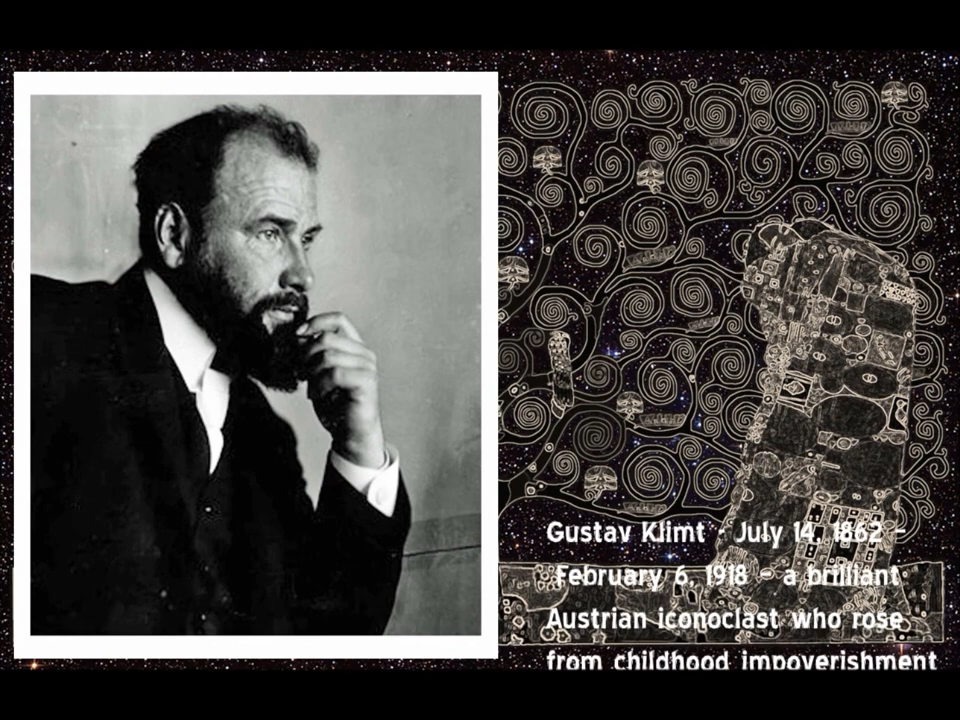 Gustav Klimt - July 14, 1862 -
February 6, 1918 - a brilliant
Austrian iconoclast who rose
from childhood impoverishment